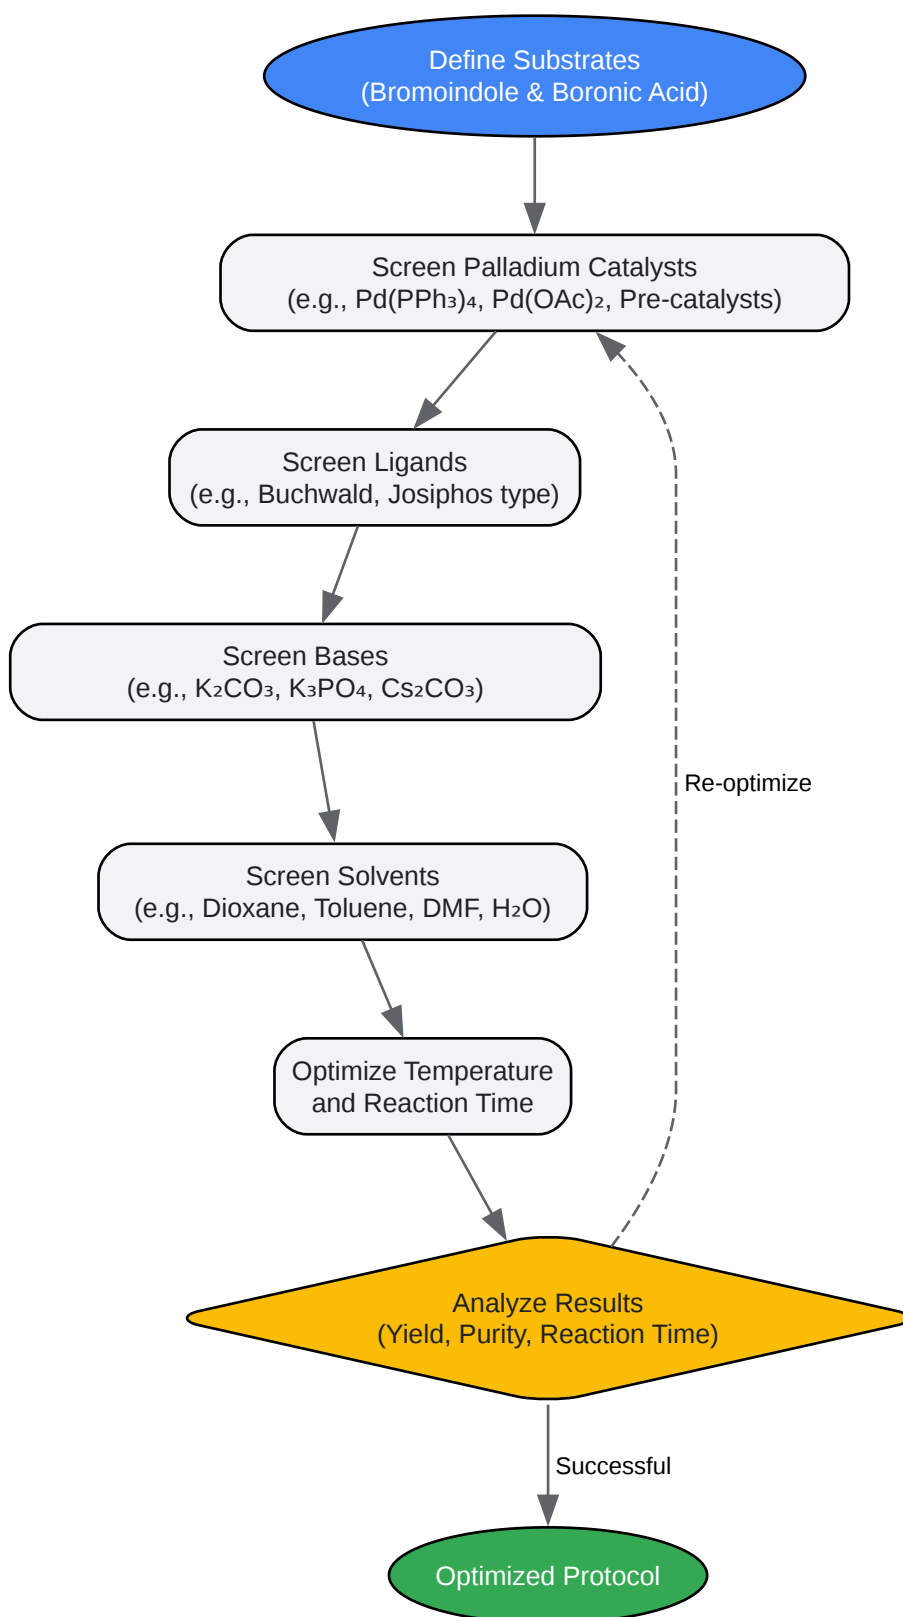 Define Substrates
(Bromoindole & Boronic Acid)
Screen Palladium Catalysts
(e.g., Pd(PPh₃)₄, Pd(OAc)₂, Pre-catalysts)
Screen Ligands
(e.g., Buchwald, Josiphos type)
Screen Bases
(e.g., K₂CO₃, K₃PO₄, Cs₂CO₃)
Re-optimize
Screen Solvents
(e.g., Dioxane, Toluene, DMF, H₂O)
Optimize Temperature
and Reaction Time
Analyze Results
(Yield, Purity, Reaction Time)
Successful
Optimized Protocol